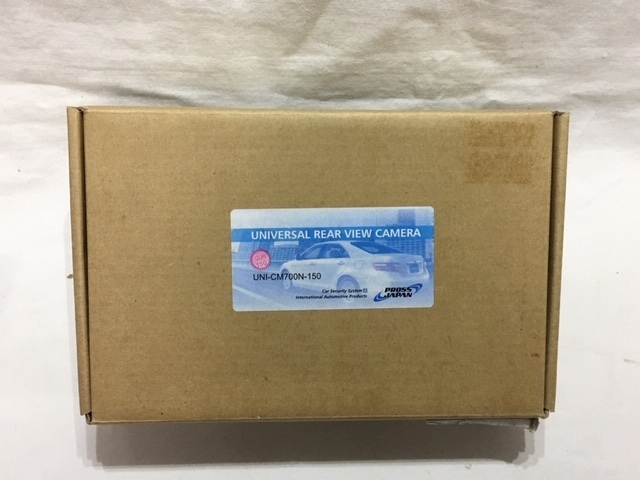 UNIVERSAL REAR VIEW CAMERA
UNI-CM700N-150
Car Security System
International Automotive Products
PROSS
JAPAN